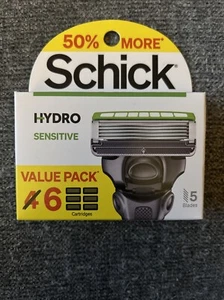 50% MORE*
Schick®
HYDRO
SENSITIVE
VALUE PACK*
4 6
Cartridges
5
Blades